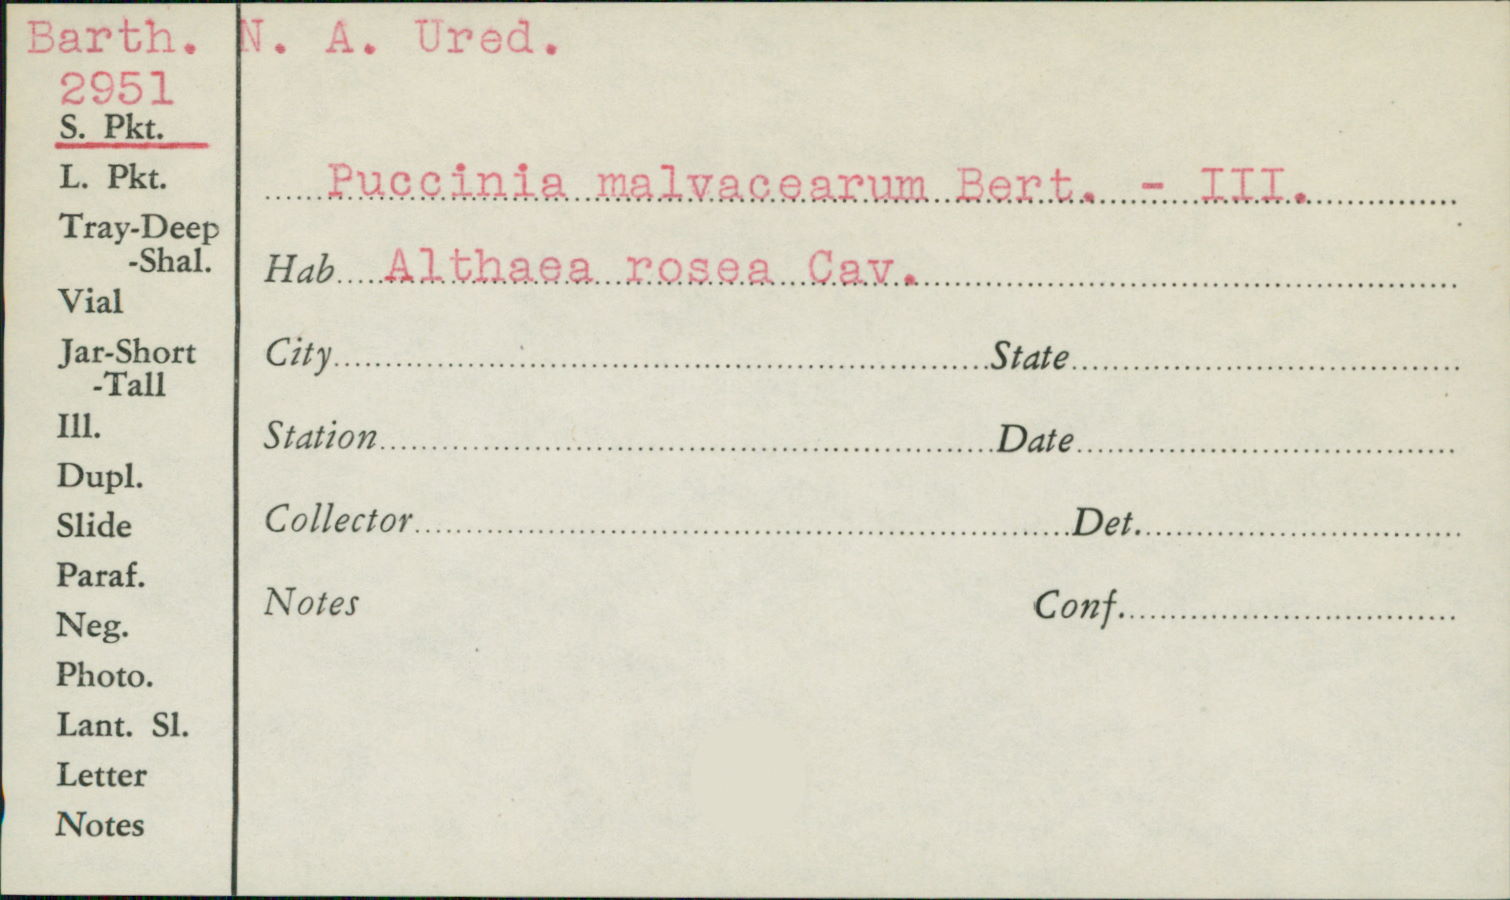 Barth. N. A. Ured.
2951
S. Pkt.
L. Pkt.
Tray-Deep
-Shal.
Vial
Jar-Short
-Tall
Ill.
Dupl.
Slide
Paraf.
Neg.
Photo.
Lant. Sl.
Letter
Notes
Puccinia malvacearum Bert. - III.
Hab Althaea rosea Cav.
City State
Station Date
Collector Det.
Notes Conf.